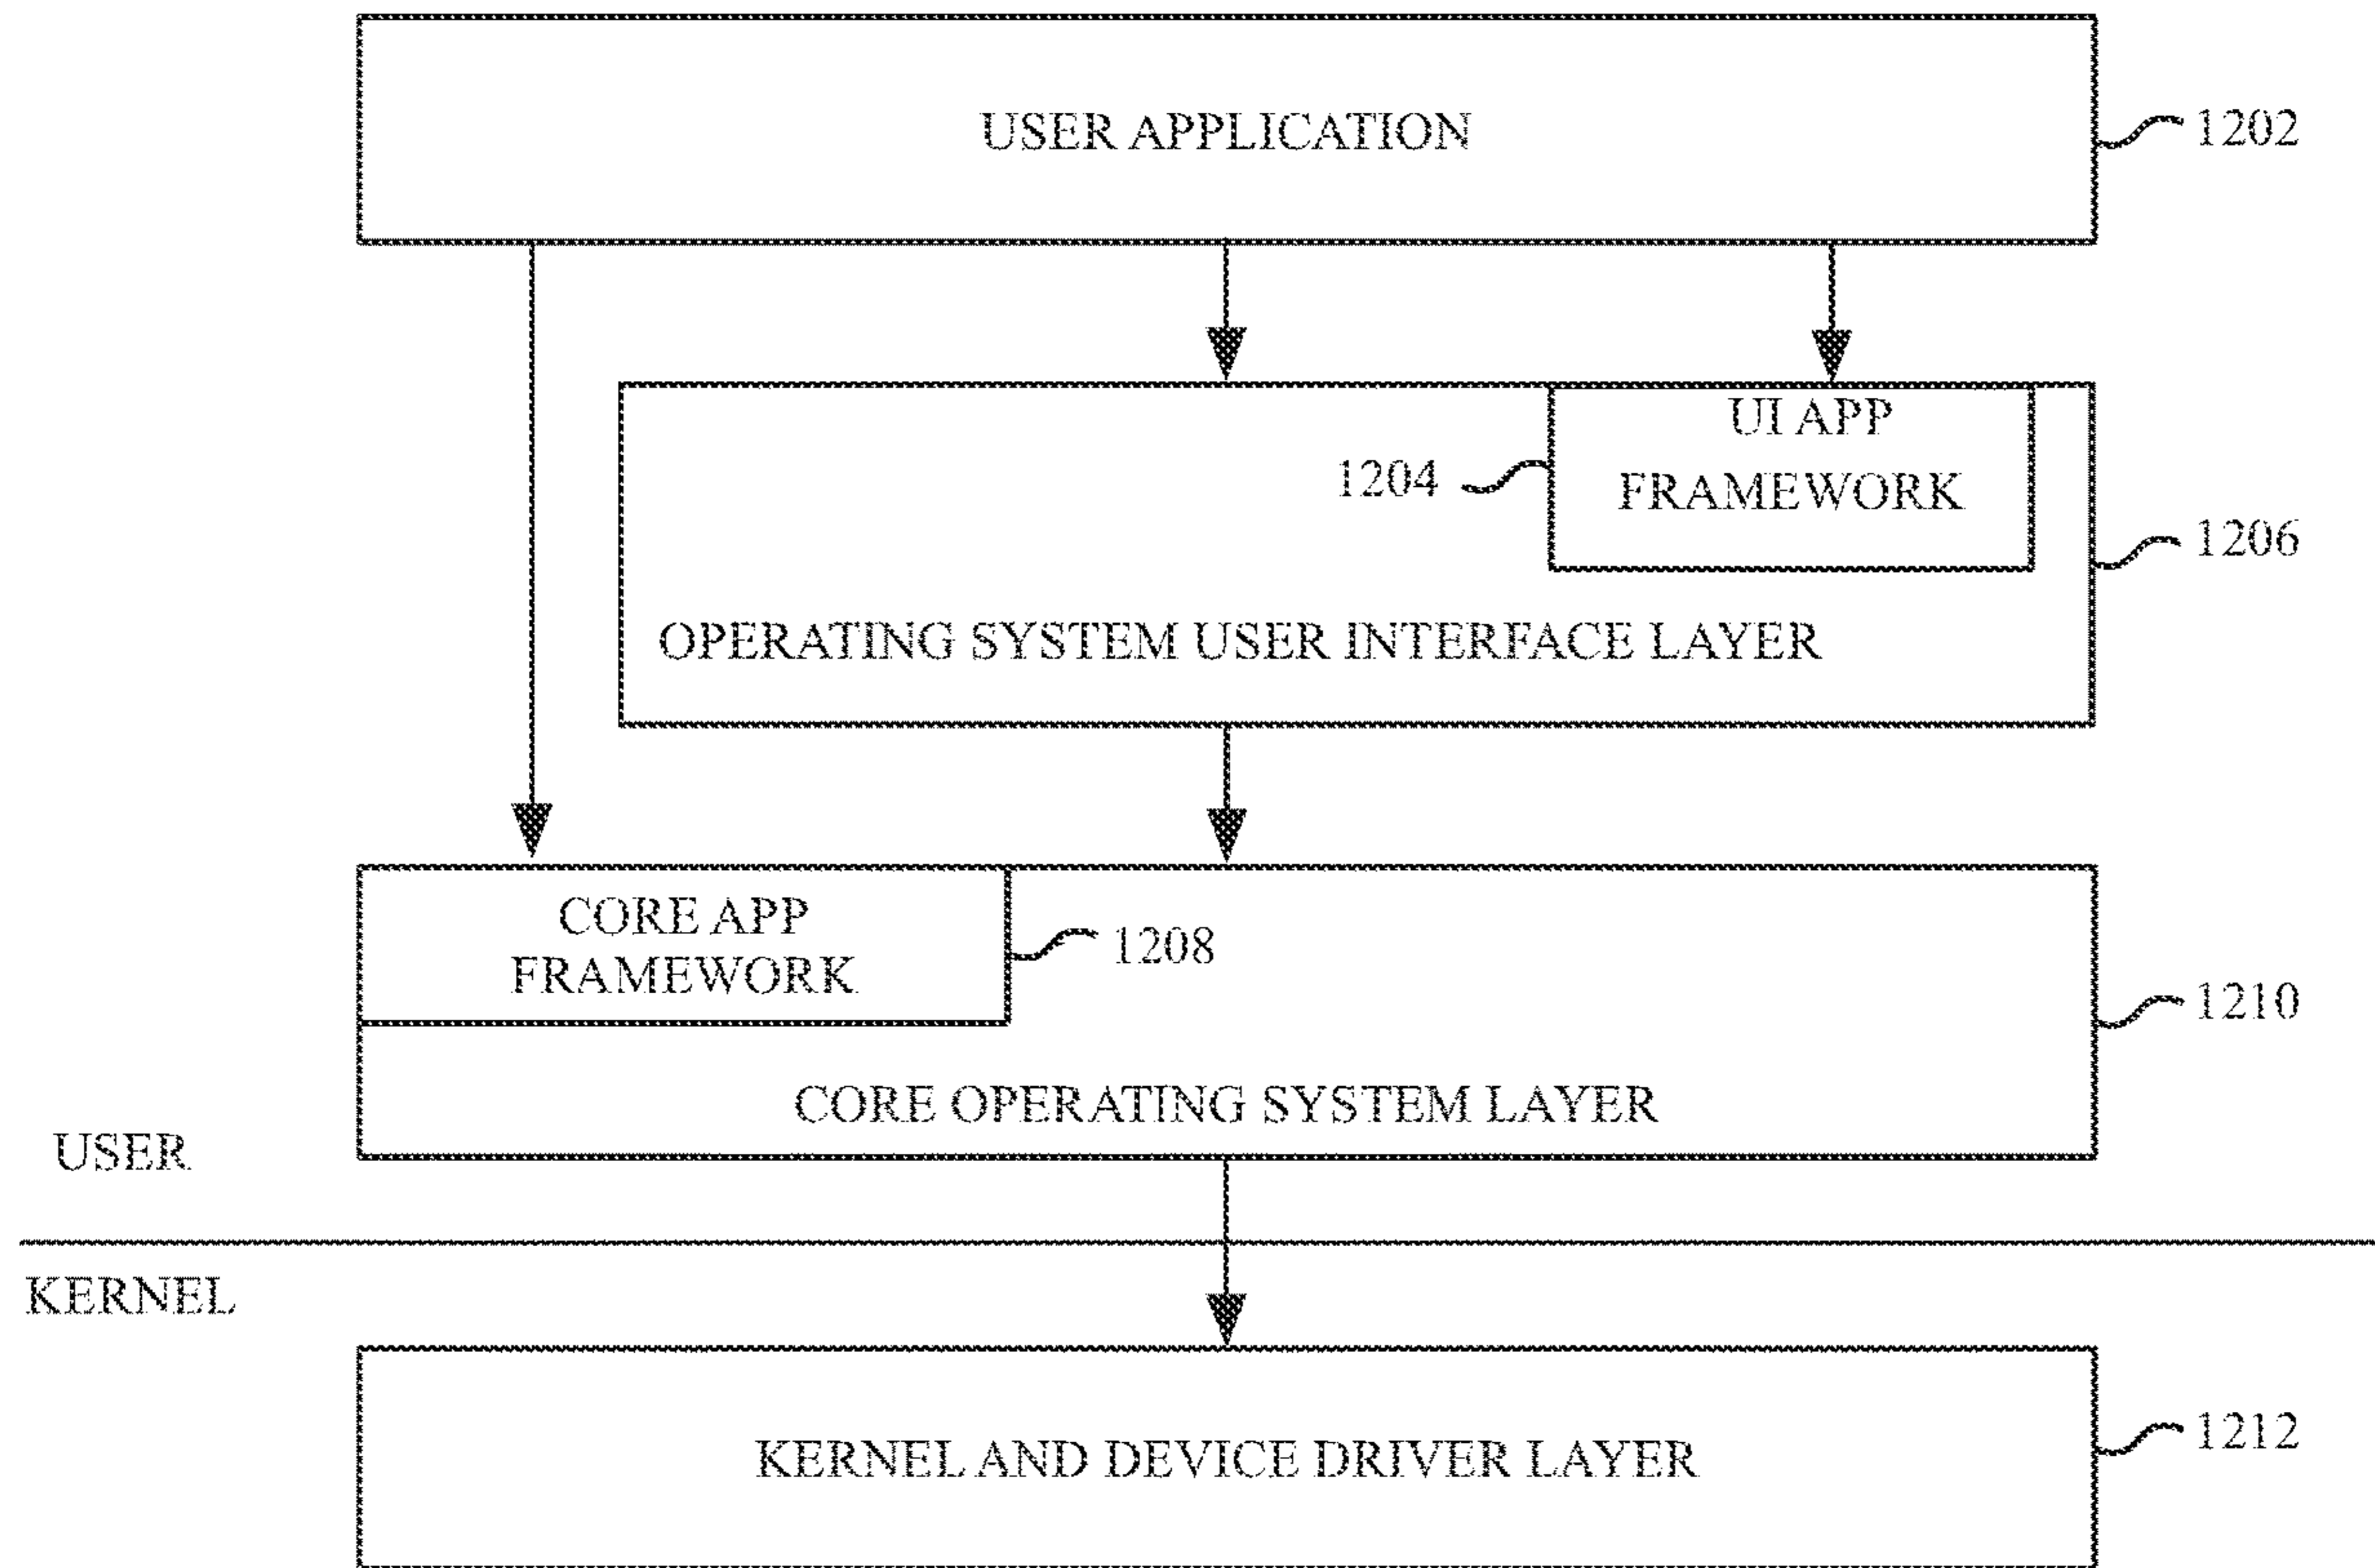 USER APPLICATION
1202
UI APP
FRAMEWORK
1204
1206
OPERATING SYSTEM USER INTERFACE LAYER
CORE APP
FRAMEWORK
1208
1210
CORE OPERATING SYSTEM LAYER
USER
KERNEL
KERNEL AND DEVICE DRIVER LAYER
1212